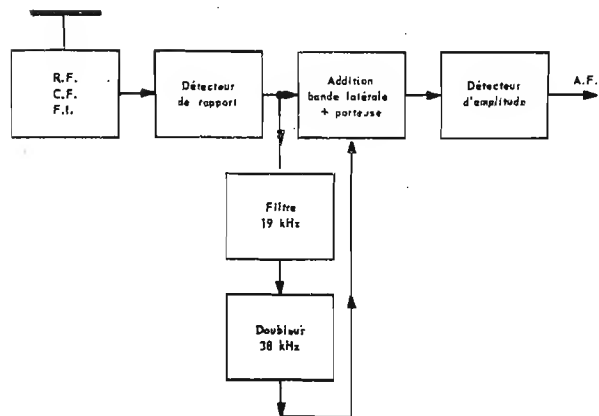 R.F.
C.F.
F.I.
Détecteur
de rapport
Addition
bande latérale
+ porteuse
Détecteur
d'amplitude
A.F.
Filtre
19 kHz
Doubleur
38 kHz